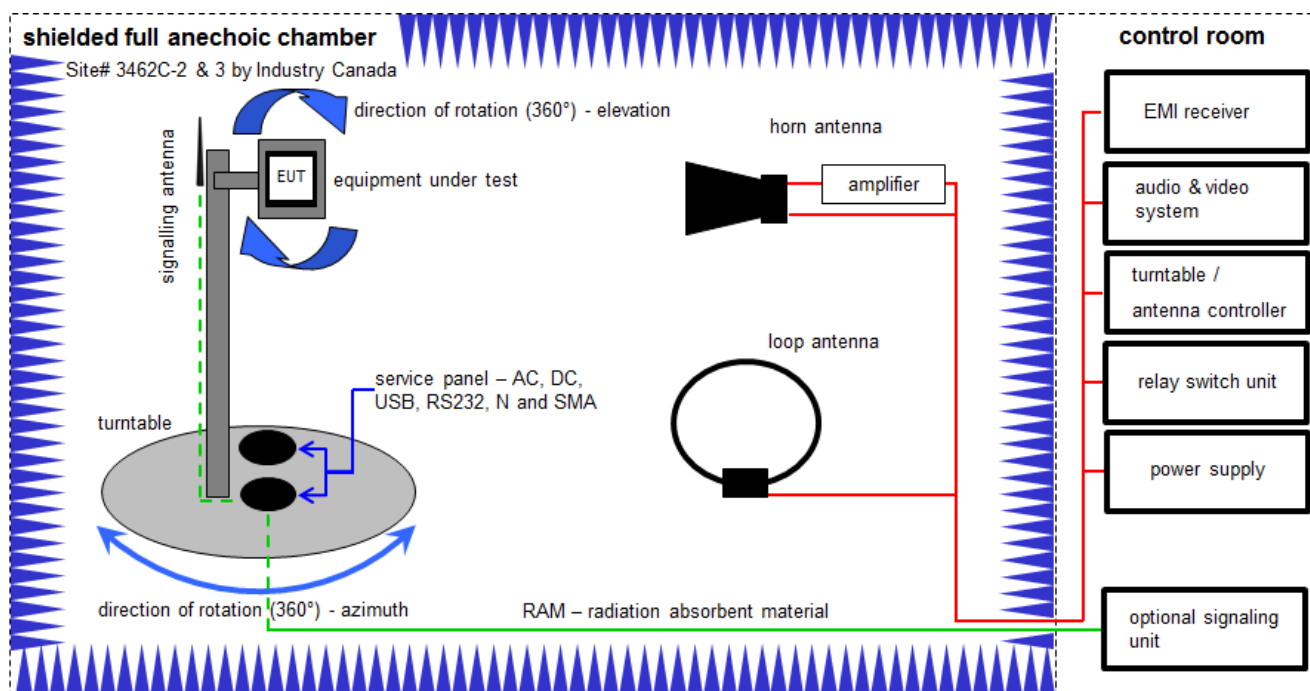 shielded full anechoic chamber
Site# 3462C-2 & 3 by Industry Canada
direction of rotation (360°) - elevation
signalling antenna
EUT
equipment under test
horn antenna
amplifier
loop antenna
service panel – AC, DC,
USB, RS232, N and SMA
turntable
direction of rotation (360°) - azimuth
RAM – radiation absorbent material
control room
EMI receiver
audio & video
system
turntable /
antenna controller
relay switch unit
power supply
optional signaling
unit